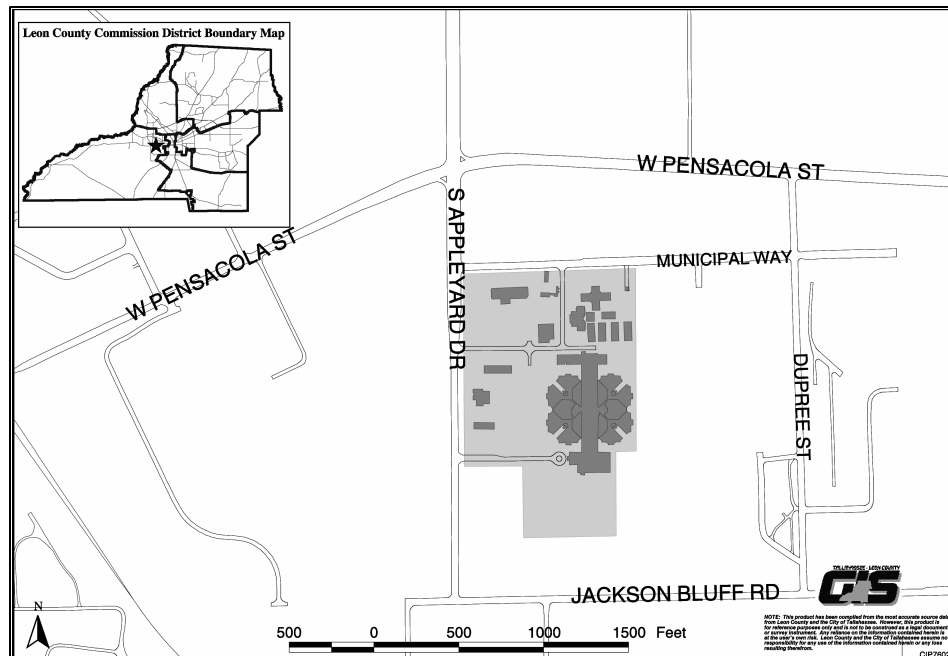 Leon County Commission District Boundary Map
W PENSACOLA ST
S APPLEYARD DR
W PENSACOLA ST
MUNICIPAL WAY
DUPREE ST
JACKSON BLUFF RD
TALLAHASSEE - LEON COUNTY
GIS
N
500 0 500 1000 1500 Feet
NOTE: This product has been compiled from the most accurate source data
from Leon County and the City of Tallahassee. However, this product is
for reference purposes only and is not to be construed as a legal document
or survey instrument. Any reliance on the information contained herein is
at the user's own risk. Leon County and the City of Tallahassee assume no
responsibility for any use of the information contained herein or any loss
resulting therefrom.